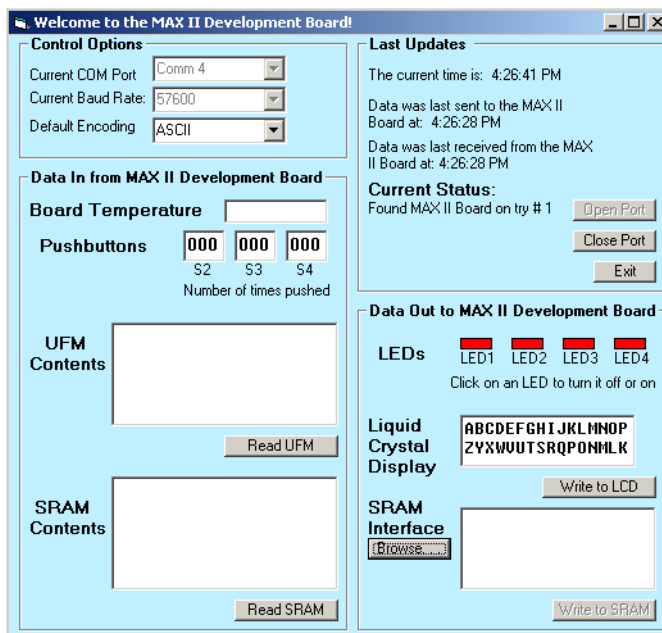 Welcome to the MAX II Development Board!
Control Options
Current COM Port
Comm 4
Current Baud Rate:
57600
Default Encoding
ASCII
Data In from MAX II Development Board
Board Temperature
Pushbuttons
000 000 000
S2 S3 S4
Number of times pushed
UFM
Contents
Read UFM
SRAM
Contents
Read SRAM
Last Updates
The current time is: 4:26:41 PM
Data was last sent to the MAX II
Board at: 4:26:28 PM
Data was last received from the MAX
II Board at: 4:26:28 PM
Current Status:
Found MAX II Board on try # 1
Open Port
Close Port
Exit
Data Out to MAX II Development Board
LEDs
LED1 LED2 LED3 LED4
Click on an LED to turn it off or on
Liquid
Crystal
Display
ABCDEFGHIJKLMNOP
ZYXWVUTSRQPONMLK
Write to LCD
SRAM
Interface
Browse......
Write to SRAM